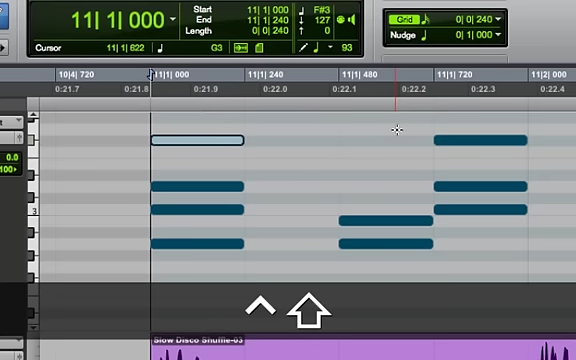 11| 1| 000
Start 11| 1| 000
End 11| 1| 240
Length 0| 0| 240
F#3
127
0
Cursor 11| 1| 622 G3 93
Grid 0| 0| 240
Nudge 0| 1| 000
10|4| 720 11|1| 000 11|1| 240 11|1| 480 11|1| 720 11|2| 000
0:21.7 0:21.8 0:21.9 0:22.0 0:22.1 0:22.2 0:22.3 0:22.4
0.0
100
3
Slow Disco Shuffle-03